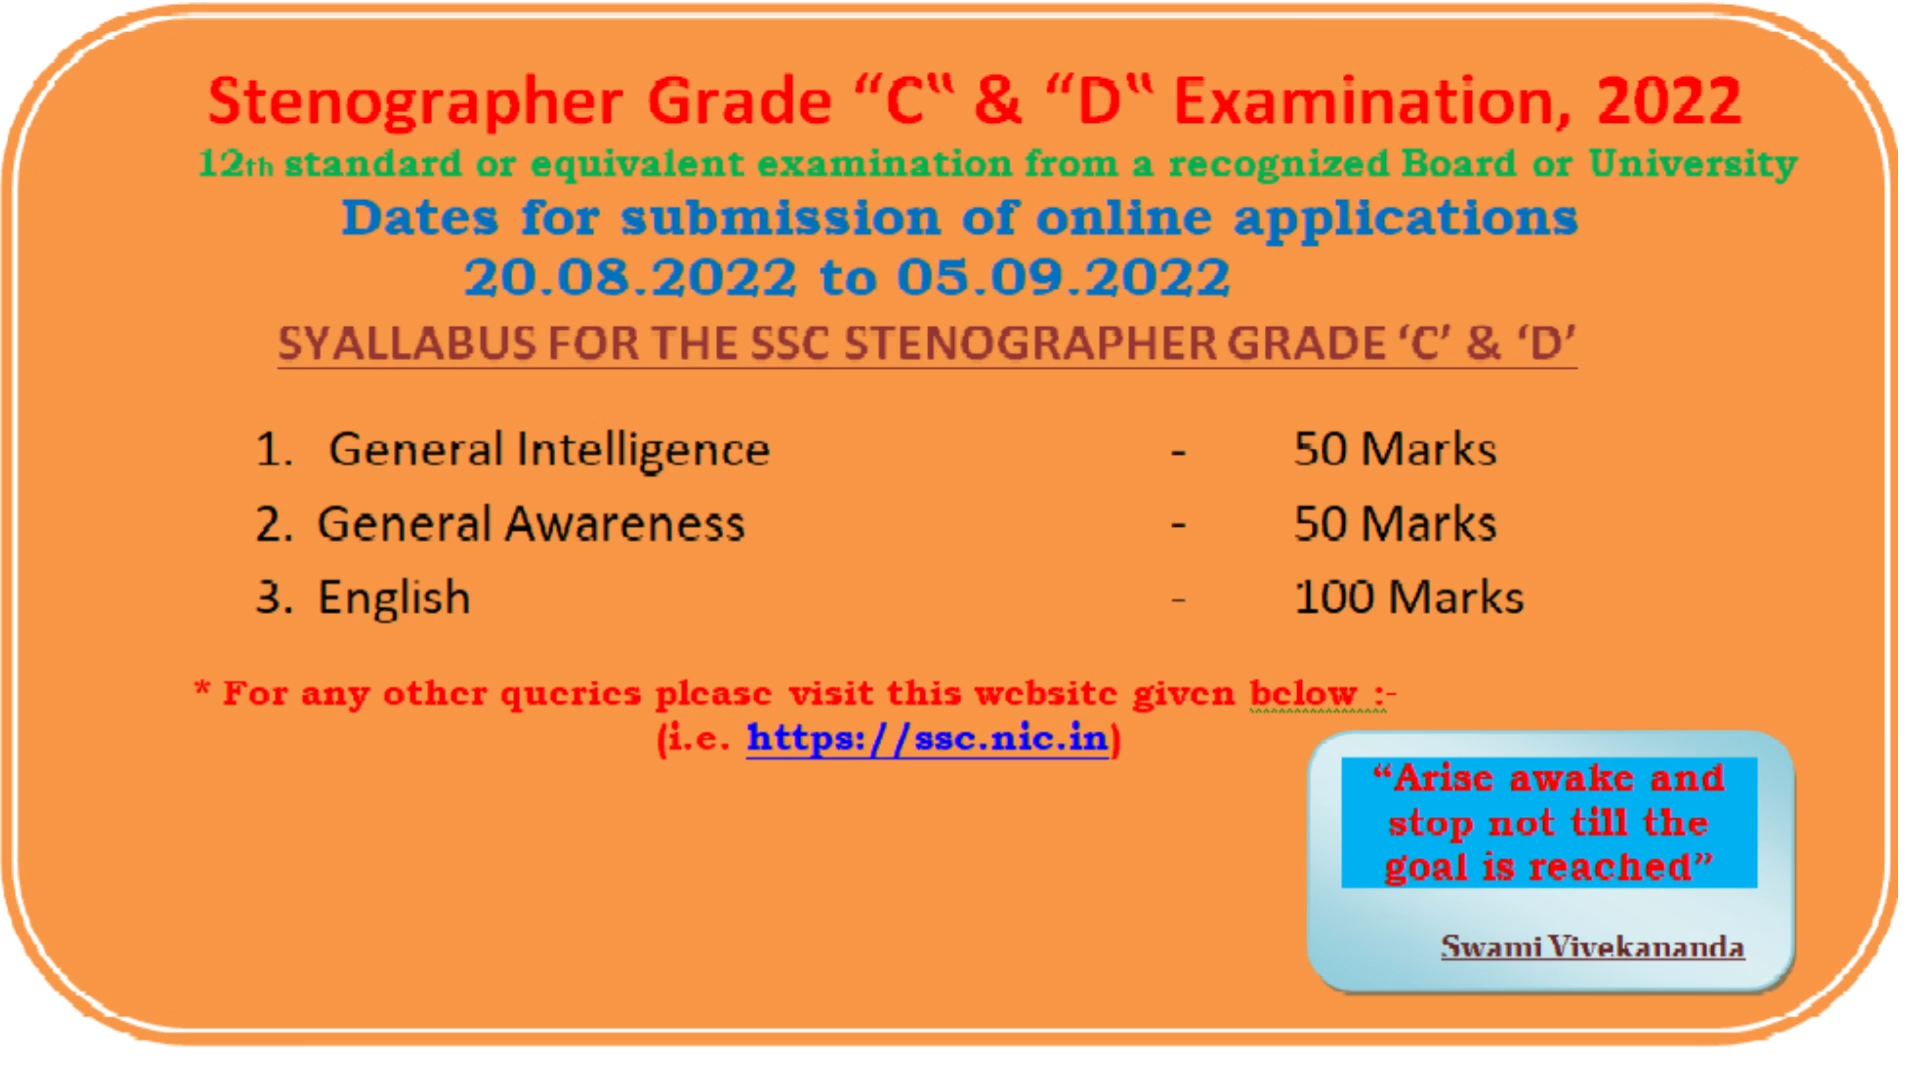 Stenographer Grade “C‟ & “D‟ Examination, 2022
12th standard or equivalent examination from a recognized Board or University
Dates for submission of online applications
20.08.2022 to 05.09.2022
SYALLABUS FOR THE SSC STENOGRAPHER GRADE ‘C’ & ‘D’
1. General Intelligence - 50 Marks
2. General Awareness - 50 Marks
3. English - 100 Marks
* For any other queries please visit this website given below :-
(i.e. https://ssc.nic.in)
“Arise awake and
stop not till the
goal is reached”
Swami Vivekananda